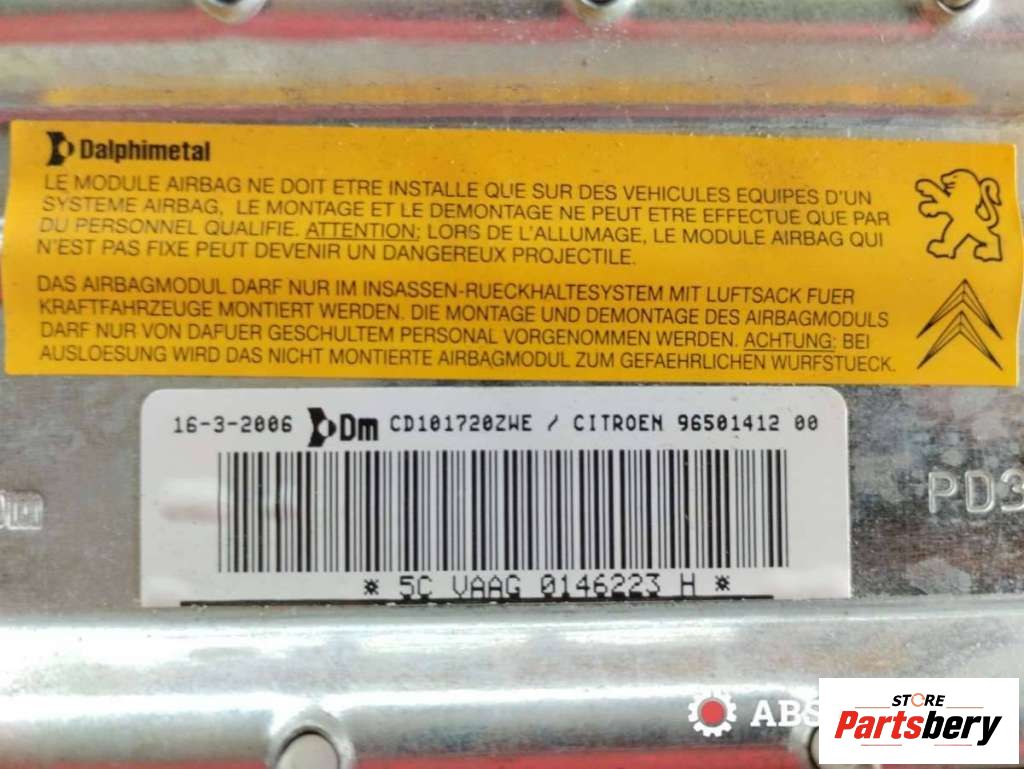 Dalphimetal
LE MODULE AIRBAG NE DOIT ETRE INSTALLE QUE SUR DES VEHICULES EQUIPES D'UN
SYSTEME AIRBAG, LE MONTAGE ET LE DEMONTAGE NE PEUT ETRE EFFECTUE QUE PAR
DU PERSONNEL QUALIFIE. ATTENTION: LORS DE L'ALLUMAGE, LE MODULE AIRBAG QUI
N'EST PAS FIXE PEUT DEVENIR UN DANGEREUX PROJECTILE.
DAS AIRBAGMODUL DARF NUR IM INSASSEN-RUECKHALTESYSTEM MIT LUFTSACK FUER
KRAFTFAHRZEUGE MONTIERT WERDEN. DIE MONTAGE UND DEMONTAGE DES AIRBAGMODULS
DARF NUR VON DAFUER GESCHULTEM PERSONAL VORGENOMMEN WERDEN. ACHTUNG: BEI
AUSLOESUNG WIRD DAS NICHT MONTIERTE AIRBAGMODUL ZUM GEFAEHRLICHEN WURFSTUECK.
16-3-2006 Dm CD101720ZWE / CITROEN 96501412 00
PD3
* 5C VAAG 0146223 H *
ABS
STORE
Partsbery